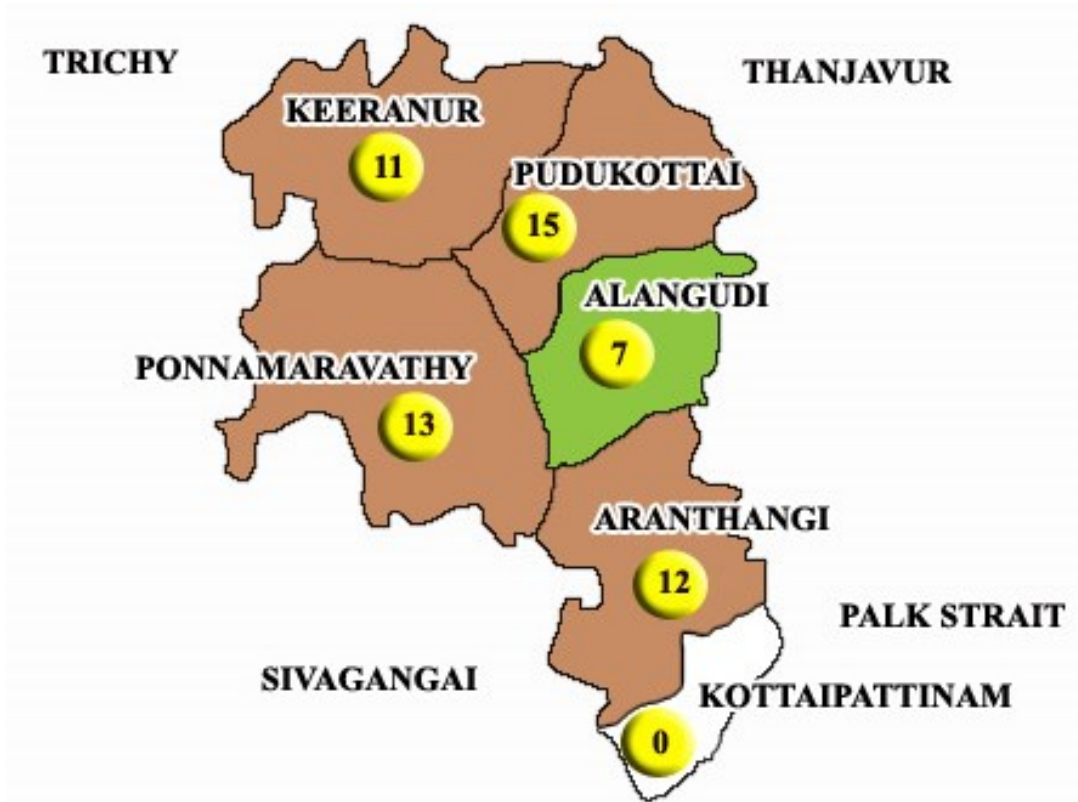 TRICHY
THANJAVUR
KEERANUR
11
PUDUKOTTAI
15
ALANGUDI
7
PONNAMARAVATHY
13
ARANTHANGI
12
PALK STRAIT
SIVAGANGAI
KOTTAIPATTINAM
0